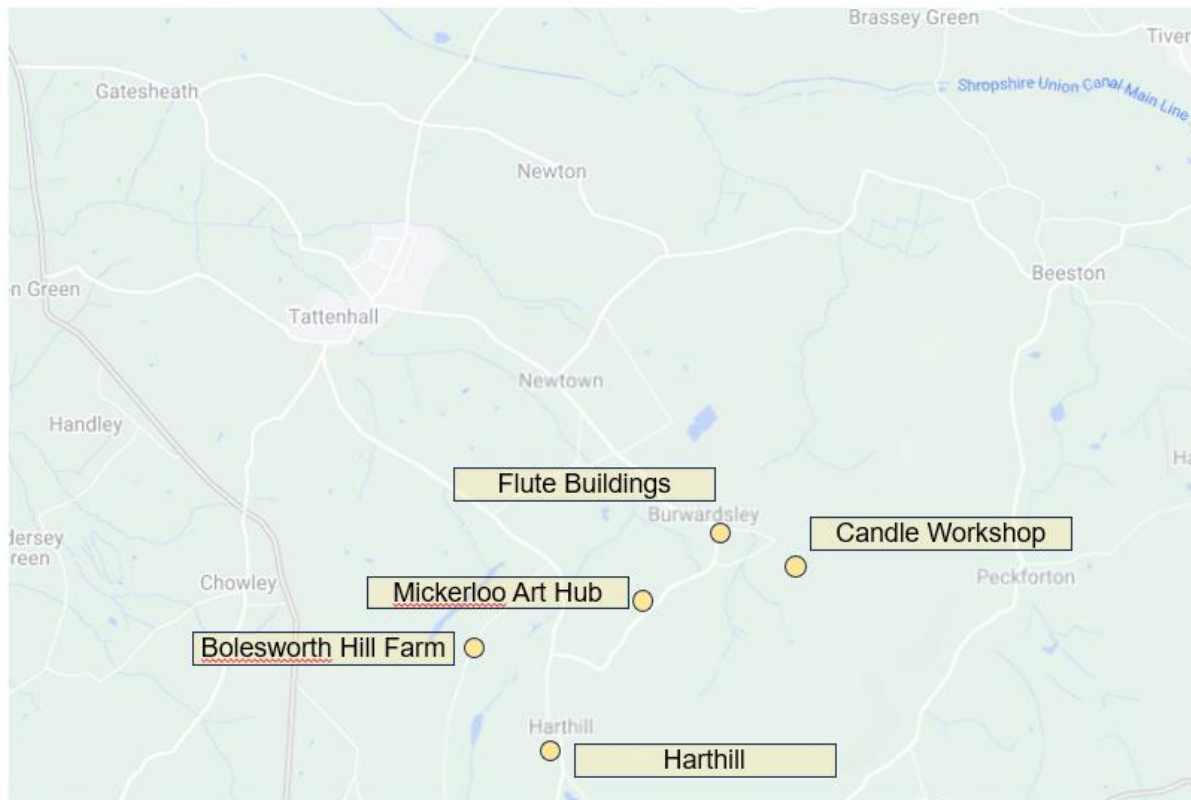 Brassey Green
Tiver
Gatesheath
Shropshire Union Canal Main Line
Newton
Beeston
n Green
Tattenhall
Newtown
Handley
Ha
Flute Buildings
Burwardsley
Candle Workshop
dersey
reen
Chowley
Mickerloo Art Hub
Peckforton
Bolesworth Hill Farm
Harthill
Harthill